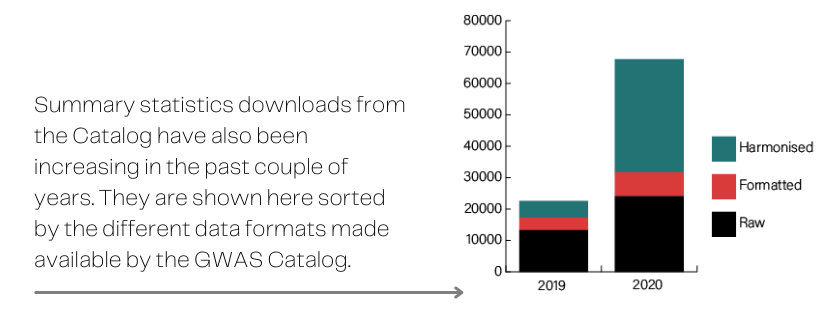 Summary statistics downloads from
the Catalog have also been
increasing in the past couple of
years. They are shown here sorted
by the different data formats made
available by the GWAS Catalog.
80000
70000
60000
50000
40000
30000
20000
10000
0
2019 2020
Harmonised
Formatted
Raw